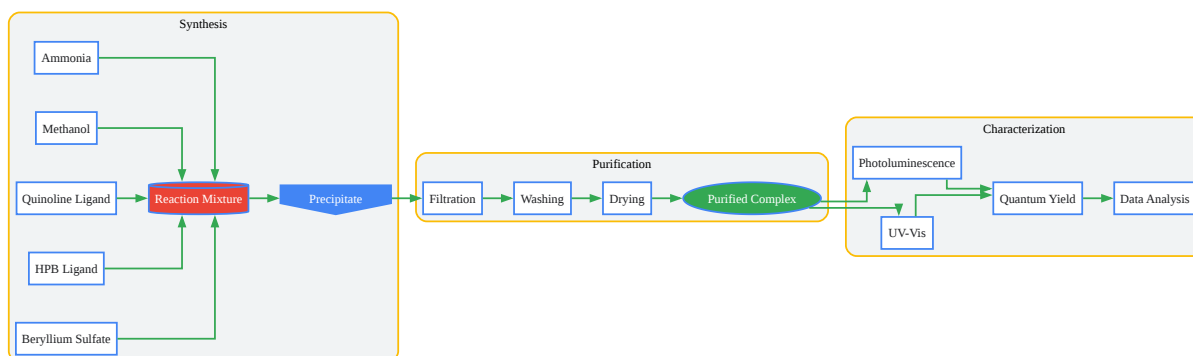 Synthesis
Ammonia
Methanol
Quinoline Ligand
Reaction Mixture
Precipitate
HPB Ligand
Beryllium Sulfate
Purification
Filtration
Washing
Drying
Purified Complex
Characterization
Photoluminescence
UV-Vis
Quantum Yield
Data Analysis